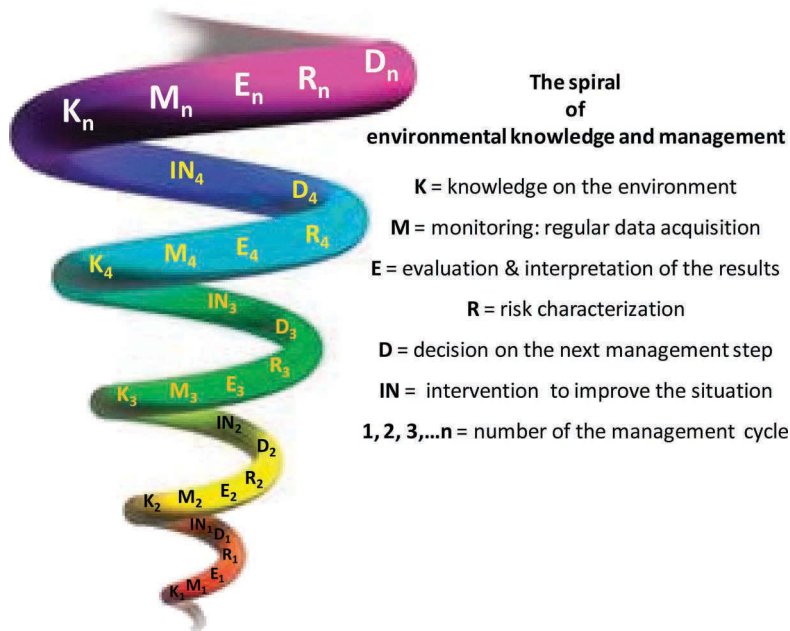 Kₙ Mₙ Eₙ Rₙ Dₙ
IN₄
K₄ M₄ E₄ R₄ D₄
IN₃
K₃ M₃ E₃ R₃ D₃
IN₂
K₂ M₂ E₂ R₂ D₂
IN₁
K₁ M₁ E₁ R₁ D₁
The spiral
of
environmental knowledge and management
K = knowledge on the environment
M = monitoring: regular data acquisition
E = evaluation & interpretation of the results
R = risk characterization
D = decision on the next management step
IN = intervention to improve the situation
1, 2, 3,...n = number of the management cycle